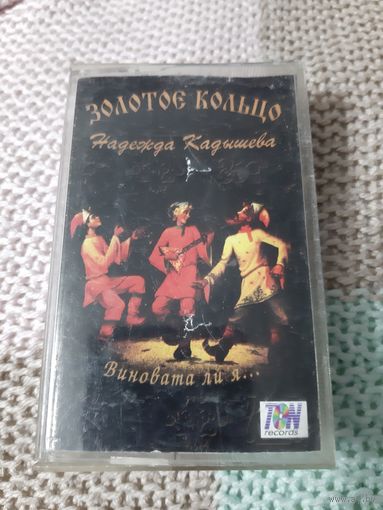 ЗОЛОТОЕ КОЛЬЦО
Надежда Кадышева
Виновата ли я...
records